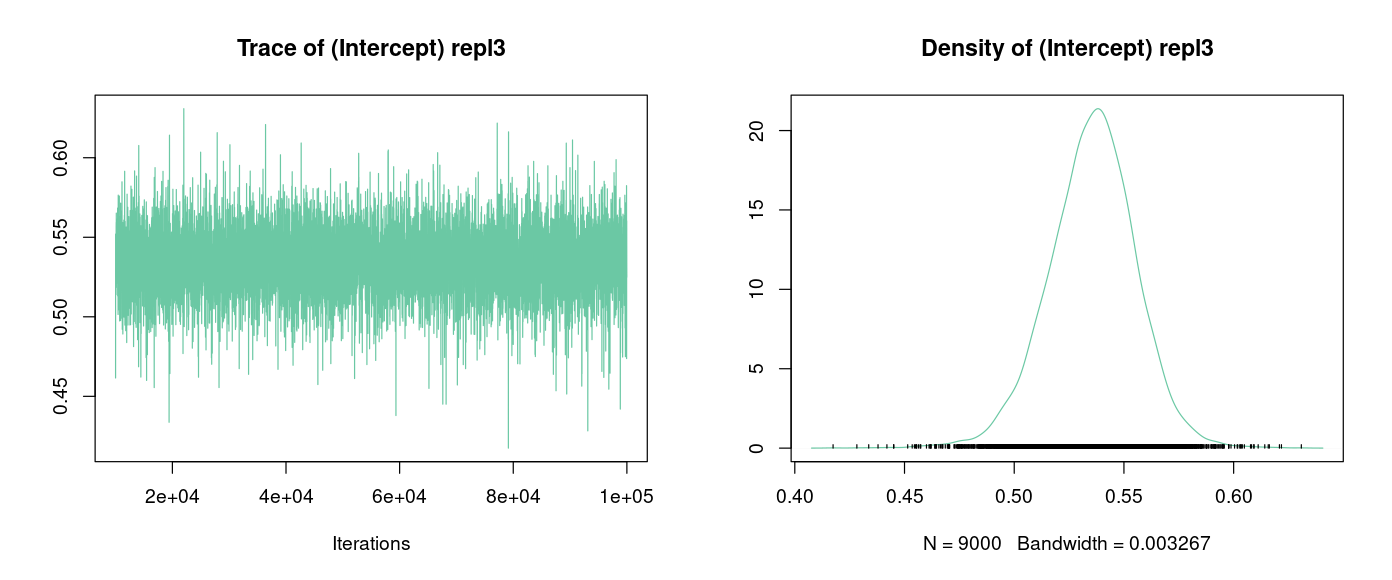 Trace of (Intercept) repl3
0.60
0.55
0.50
0.45
2e+04 4e+04 6e+04 8e+04 1e+05
Iterations
Density of (Intercept) repl3
20
15
10
5
0
0.40 0.45 0.50 0.55 0.60
N = 9000 Bandwidth = 0.003267